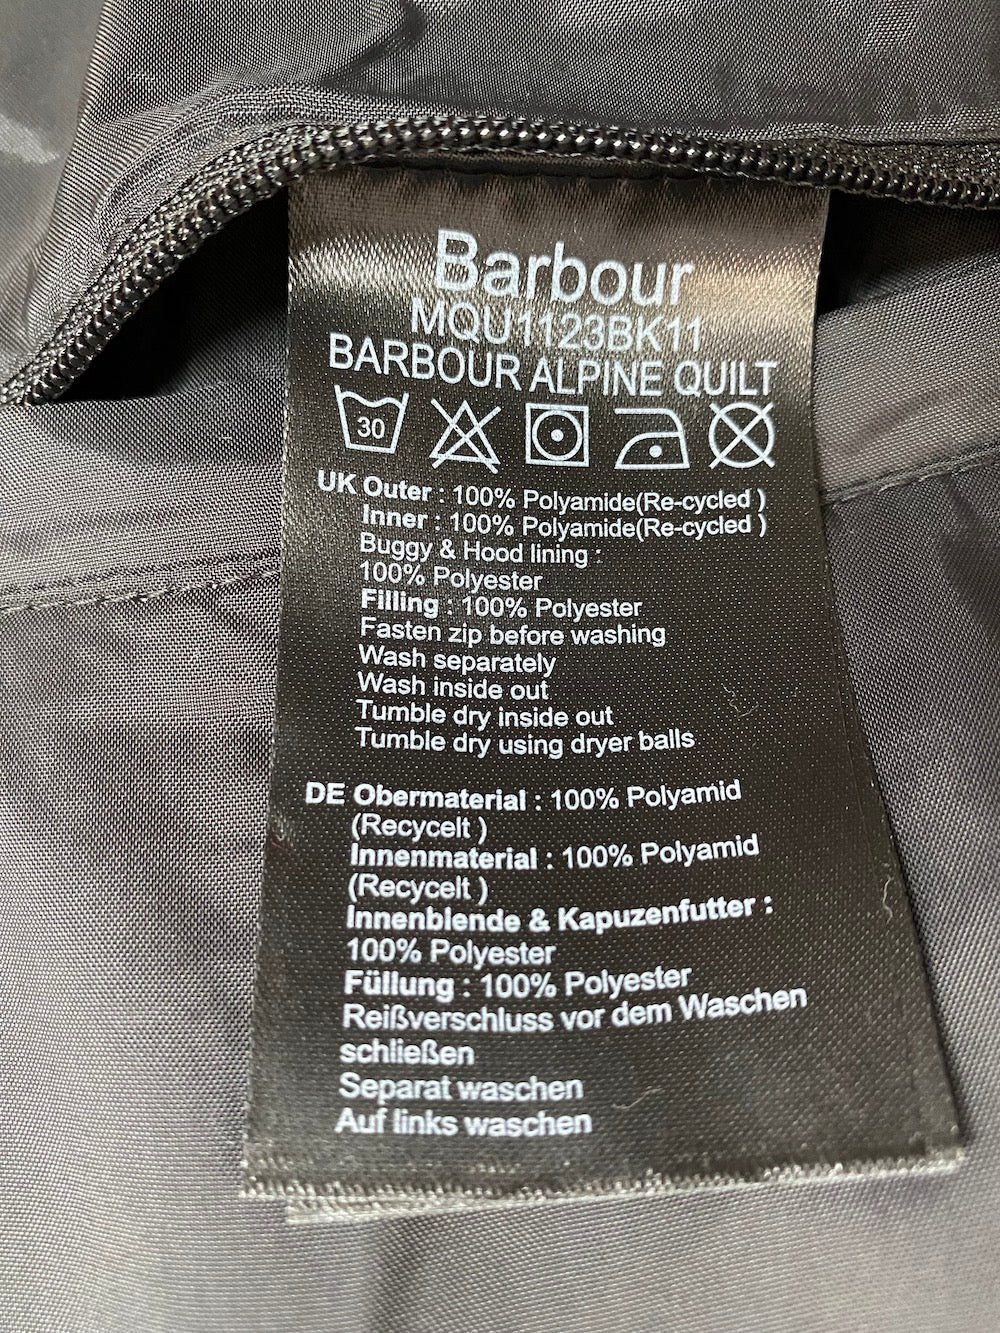 Barbour
MQU1123BK11
BARBOUR ALPINE QUILT
30
UK Outer : 100% Polyamide(Re-cycled )
Inner : 100% Polyamide(Re-cycled )
Buggy & Hood lining :
100% Polyester
Filling : 100% Polyester
Fasten zip before washing
Wash separately
Wash inside out
Tumble dry inside out
Tumble dry using dryer balls
DE Obermaterial : 100% Polyamid
(Recycelt )
Innenmaterial : 100% Polyamid
(Recycelt )
Innenblende & Kapuzenfutter :
100% Polyester
Füllung : 100% Polyester
Reißverschluss vor dem Waschen
schließen
Separat waschen
Auf links waschen